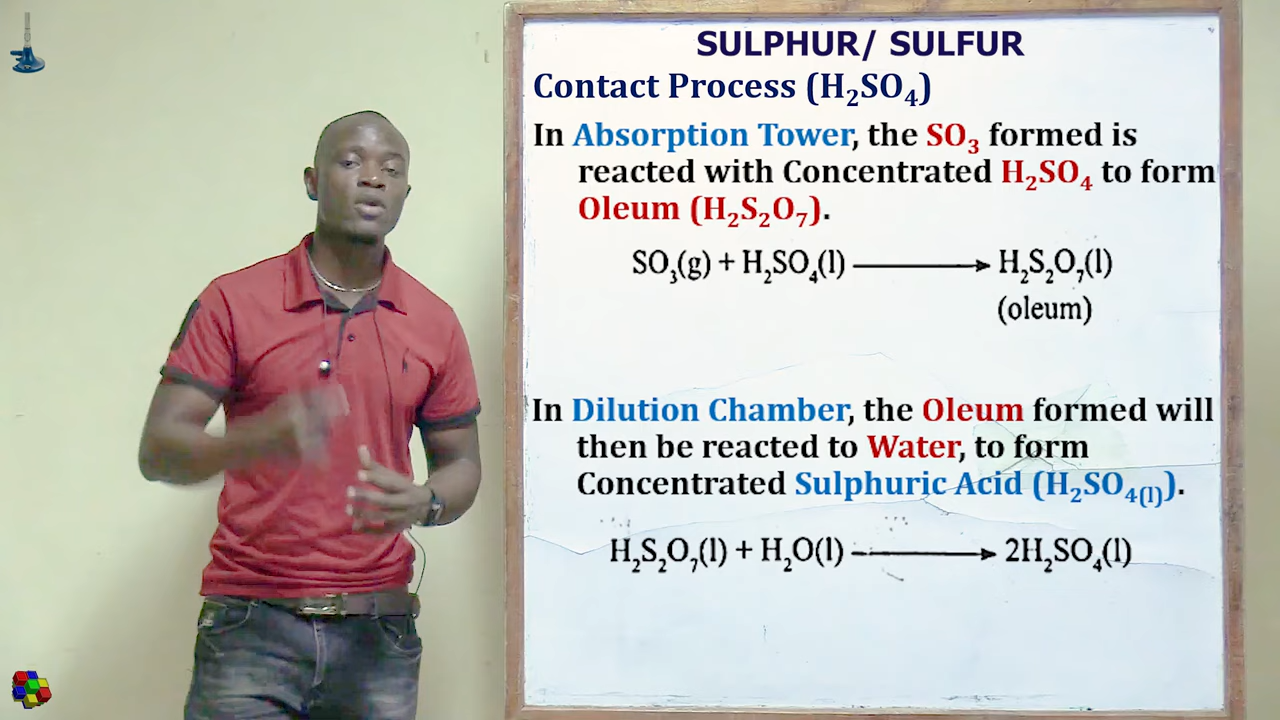 SULPHUR/ SULFUR
Contact Process (H₂SO₄)
In Absorption Tower, the SO₃ formed is
reacted with Concentrated H₂SO₄ to form
Oleum (H₂S₂O₇).
SO₃(g) + H₂SO₄(l) ⟶ H₂S₂O₇(l)
(oleum)
In Dilution Chamber, the Oleum formed will
then be reacted to Water, to form
Concentrated Sulphuric Acid (H₂SO₄₍ₗ₎).
H₂S₂O₇(l) + H₂O(l) ⟶ 2H₂SO₄(l)